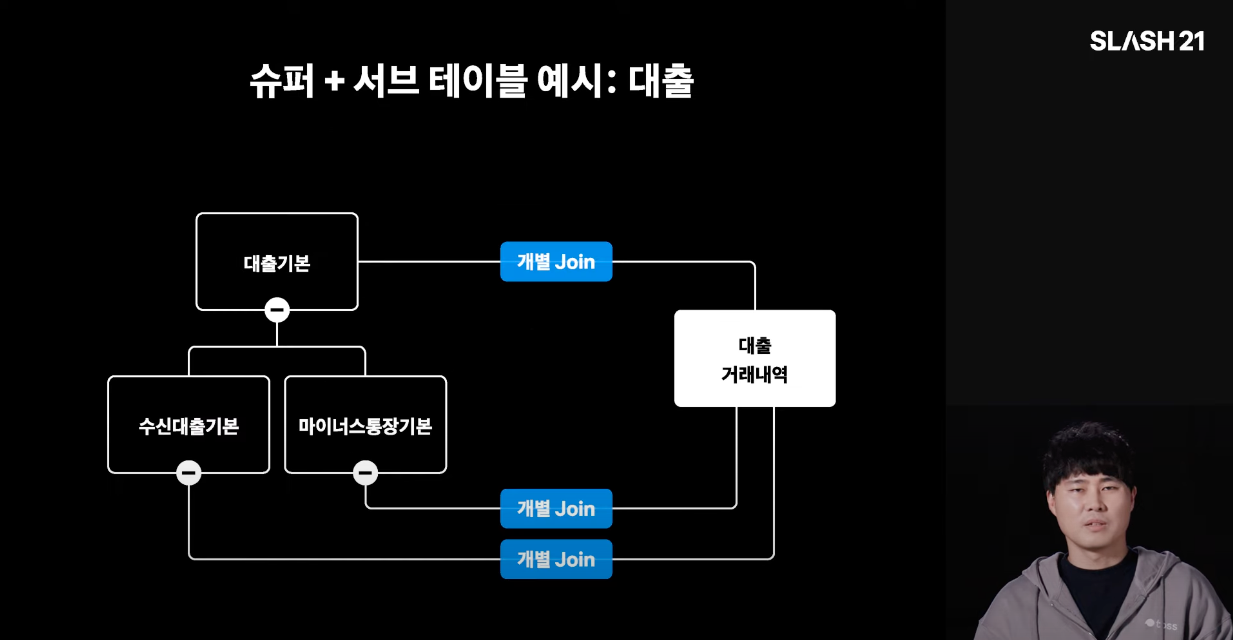 SLASH 21
슈퍼 + 서브 테이블 예시: 대출
대출기본
개별 Join
대출
거래내역
수신대출기본
마이너스통장기본
개별 Join
개별 Join
toss